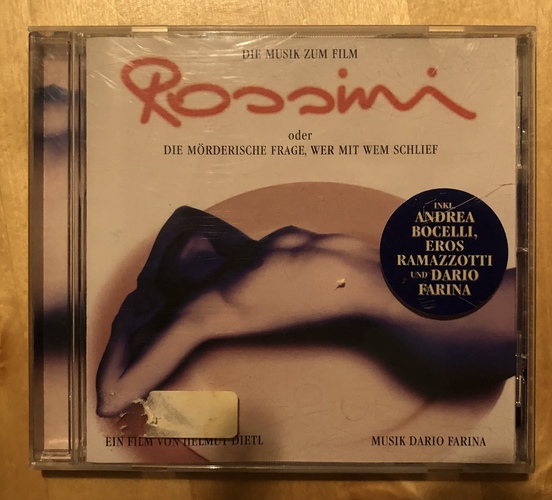 DIE MUSIK ZUM FILM
Rossini
oder
DIE MÖRDERISCHE FRAGE, WER MIT WEM SCHLIEF
INKL.
ANDREA
BOCELLI,
EROS
RAMAZZOTTI
UND DARIO
FARINA
EIN FILM VON HELMUT DIETL
MUSIK DARIO FARINA